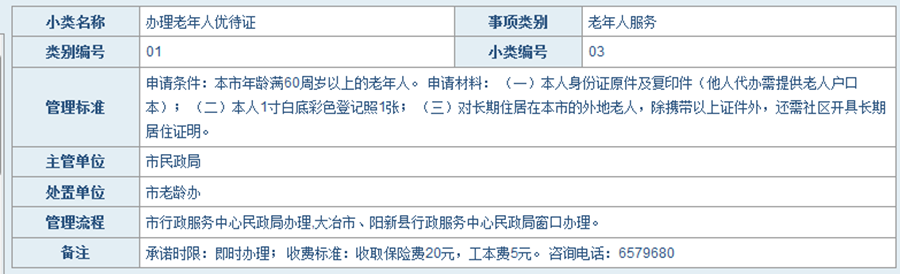 小类名称 办理老年人优待证 事项类别 老年人服务
类别编号 01 小类编号 03
管理标准 申请条件：本市年龄满60周岁以上的老年人。 申请材料：（一）本人身份证原件及复印件（他人代办需提供老人户口
本）；（二）本人1寸白底彩色登记照1张；（三）对长期住居在本市的外地老人，除携带以上证件外，还需社区开具长期
居住证明。
主管单位 市民政局
处置单位 市老龄办
管理流程 市行政服务中心民政局办理,大冶市、阳新县行政服务中心民政局窗口办理。
备注 承诺时限：即时办理； 收费标准：收取保险费20元，工本费5元。 咨询电话：6579680